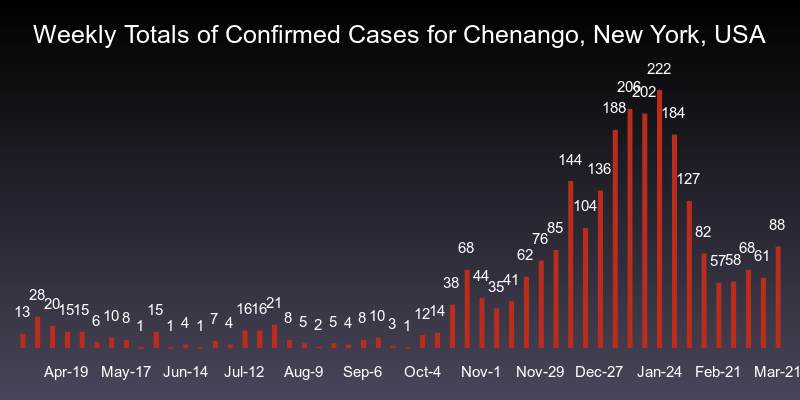 Weekly Totals of Confirmed Cases for Chenango, New York, USA
13 28 20 15 15 6 10 8 1 15 1 4 1 7 4 16 16 21 8 5 2 5 4 8 10 3 1 12 14 38 68 44 35 41 62 76 85 144 104 136 188 206 202 222 184 127 82 57 58 68 61 88
Apr-19 May-17 Jun-14 Jul-12 Aug-9 Sep-6 Oct-4 Nov-1 Nov-29 Dec-27 Jan-24 Feb-21 Mar-21